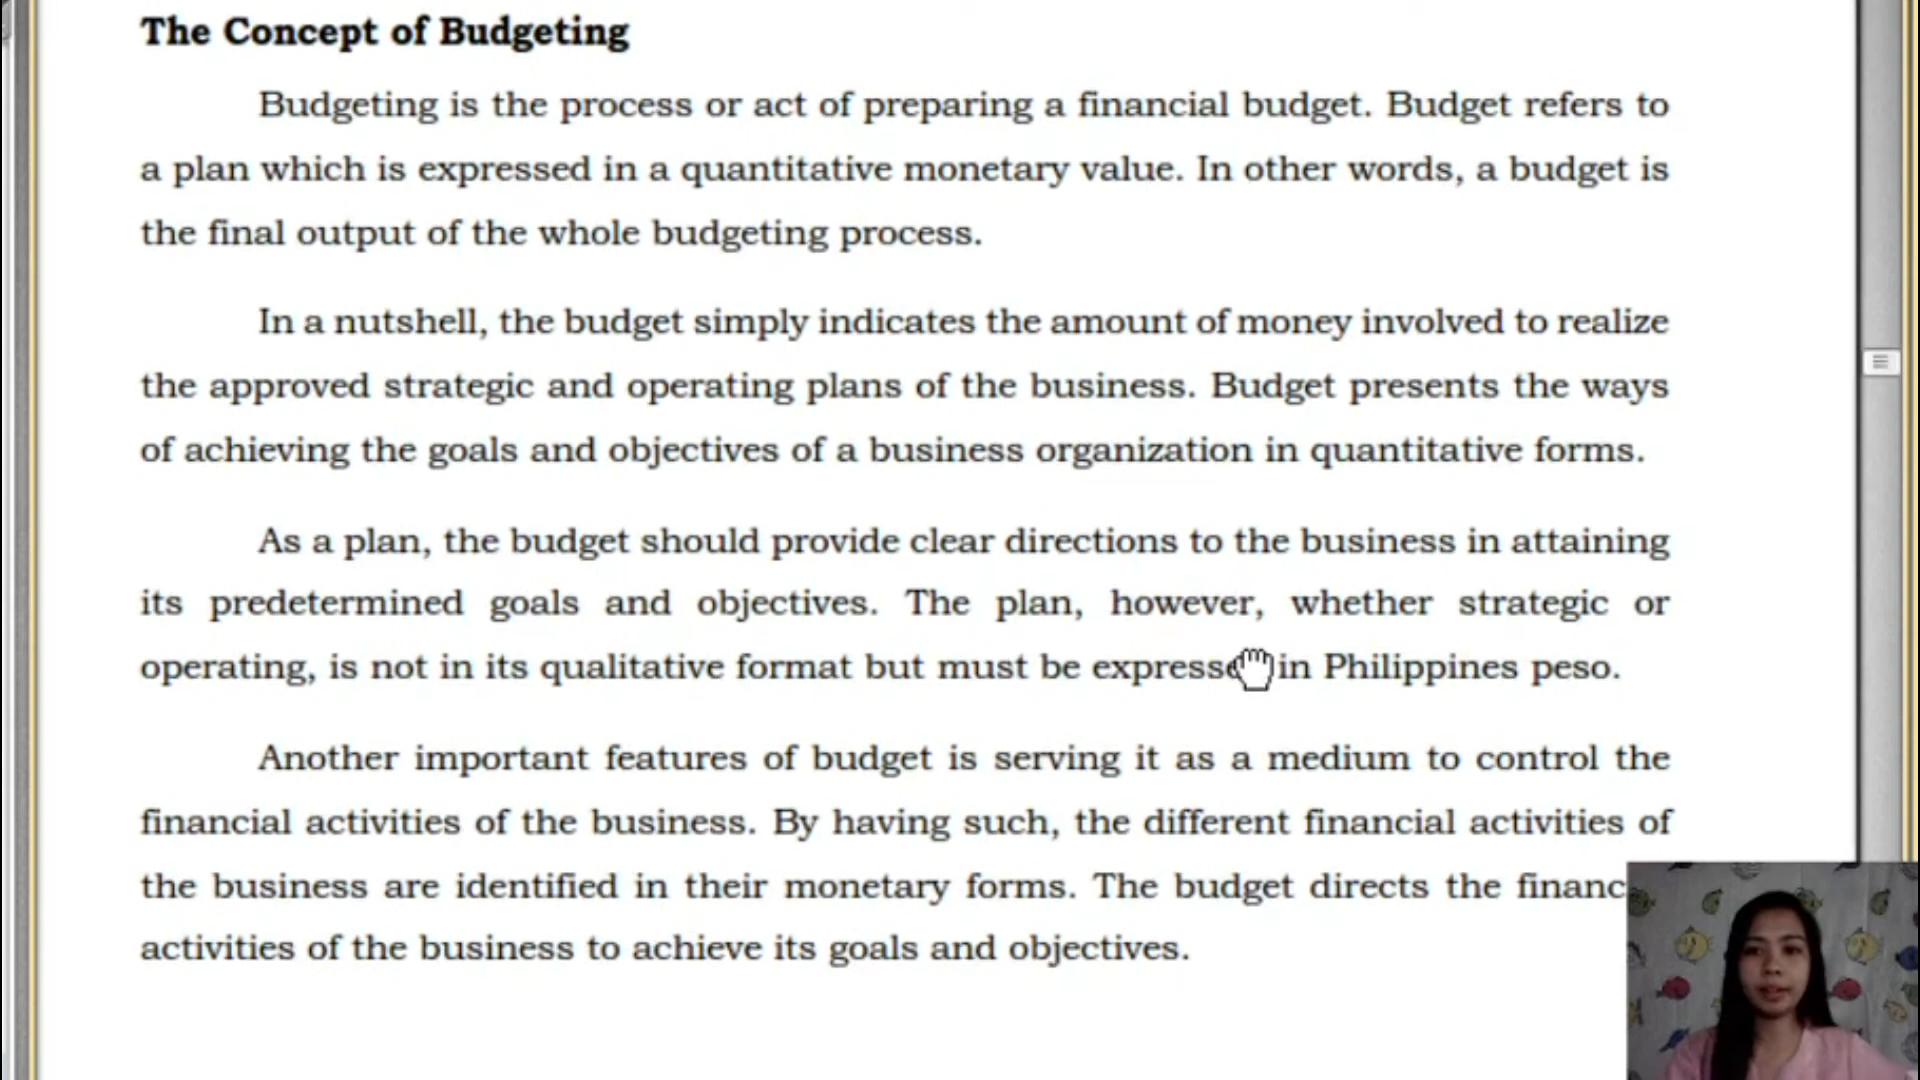 The Concept of Budgeting
Budgeting is the process or act of preparing a financial budget. Budget refers to
a plan which is expressed in a quantitative monetary value. In other words, a budget is
the final output of the whole budgeting process.
In a nutshell, the budget simply indicates the amount of money involved to realize
the approved strategic and operating plans of the business. Budget presents the ways
of achieving the goals and objectives of a business organization in quantitative forms.
As a plan, the budget should provide clear directions to the business in attaining
its predetermined goals and objectives. The plan, however, whether strategic or
operating, is not in its qualitative format but must be expresse in Philippines peso.
Another important features of budget is serving it as a medium to control the
financial activities of the business. By having such, the different financial activities of
the business are identified in their monetary forms. The budget directs the financ
activities of the business to achieve its goals and objectives.